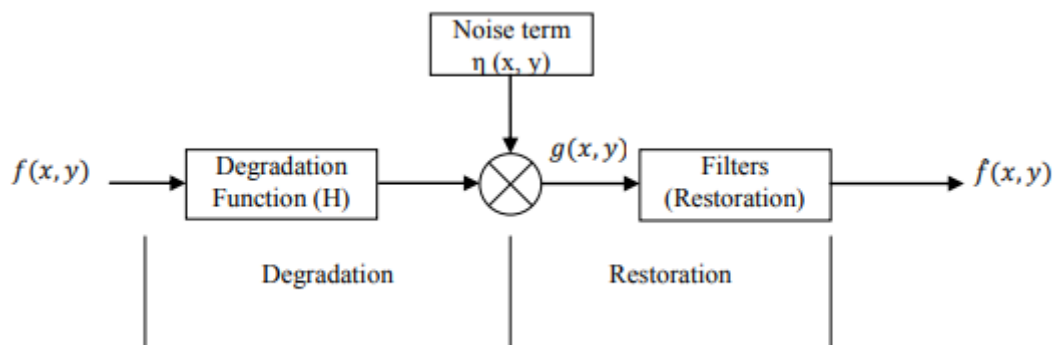 Noise term
η (x, y)
f(x, y)
Degradation
Function (H)
g(x, y)
Filters
(Restoration)
f̂(x, y)
Degradation
Restoration